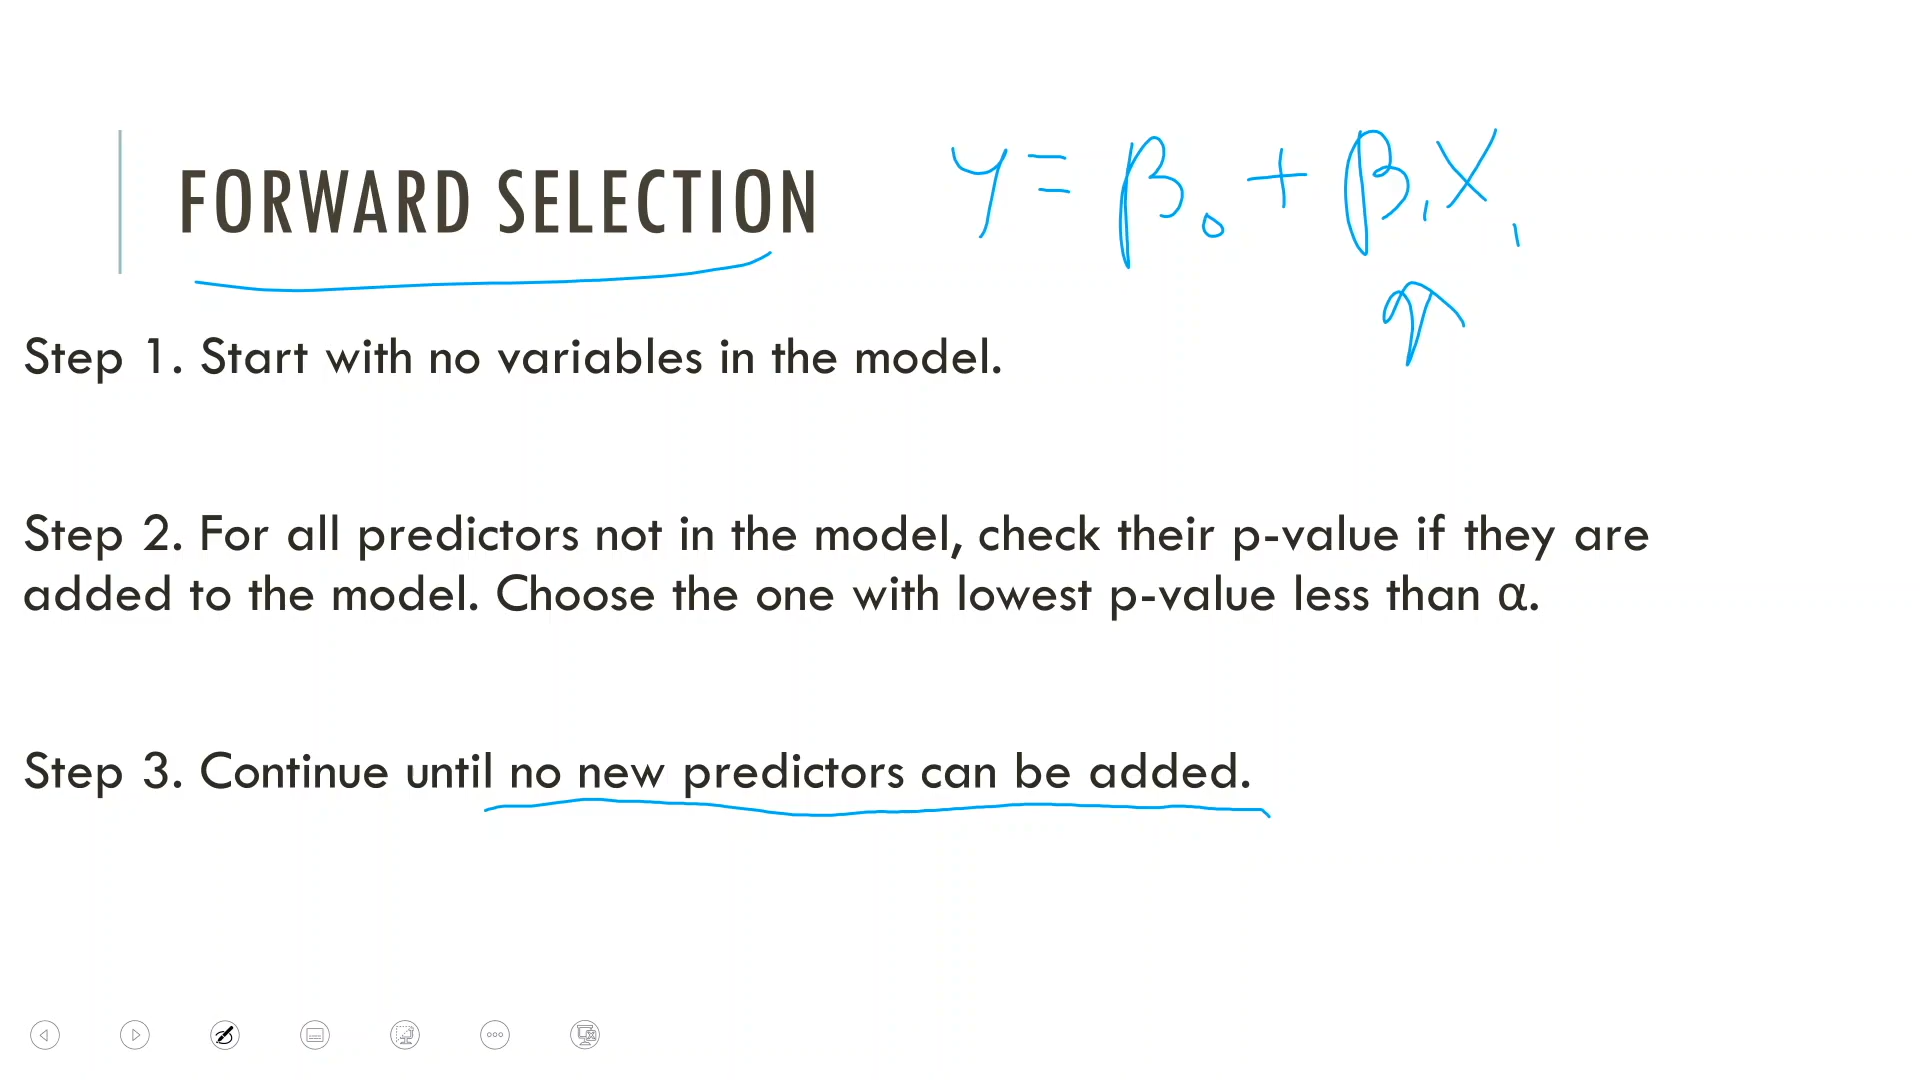 FORWARD SELECTION
y = β₀ + β₁X₁
Step 1. Start with no variables in the model.
Step 2. For all predictors not in the model, check their p-value if they are
added to the model. Choose the one with lowest p-value less than α.
Step 3. Continue until no new predictors can be added.